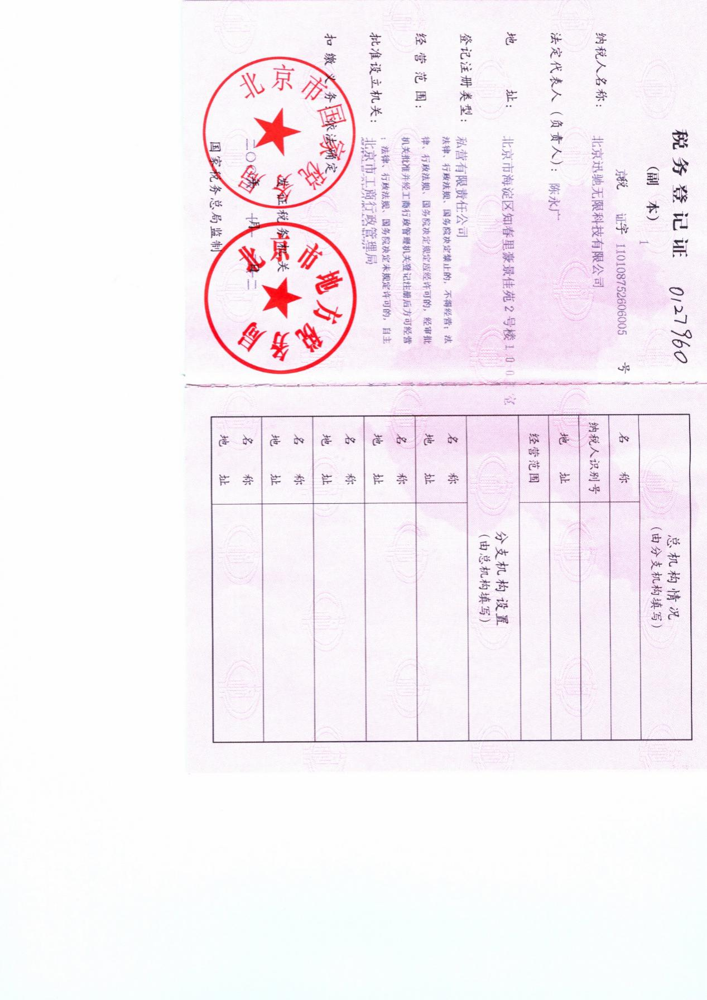 税务登记证 0127960
(副 本)
1
京税 证字 110108752606005 号
纳税人名称: 北京迅驰无限科技有限公司
法定代表人(负责人): 陈永广
地 址: 北京市海淀区知春里豪景佳苑2号楼100 室
登记注册类型: 私营有限责任公司
经营范围: 法律、行政法规、国务院决定禁止的,不得经营;法
律、行政法规、国务院决定规定应经许可的,经审批
机关批准并经工商行政管理机关登记注册后方可经营
;法律、行政法规、国务院决定未规定许可的,自主
批准设立机关: 北京市工商行政管理局
扣缴义务: 依法确定
发证税务机关
二〇〇 年 十月 二十二日
国家税务总局监制
北京市国家税务局
北京市地方税务局
总机构情况
(由分支机构填写)
名 称
纳税人识别号
地 址
经营范围
分支机构设置
(由总机构填写)
名 称
地 址
名 称
地 址
名 称
地 址
名 称
地 址
名 称
地 址